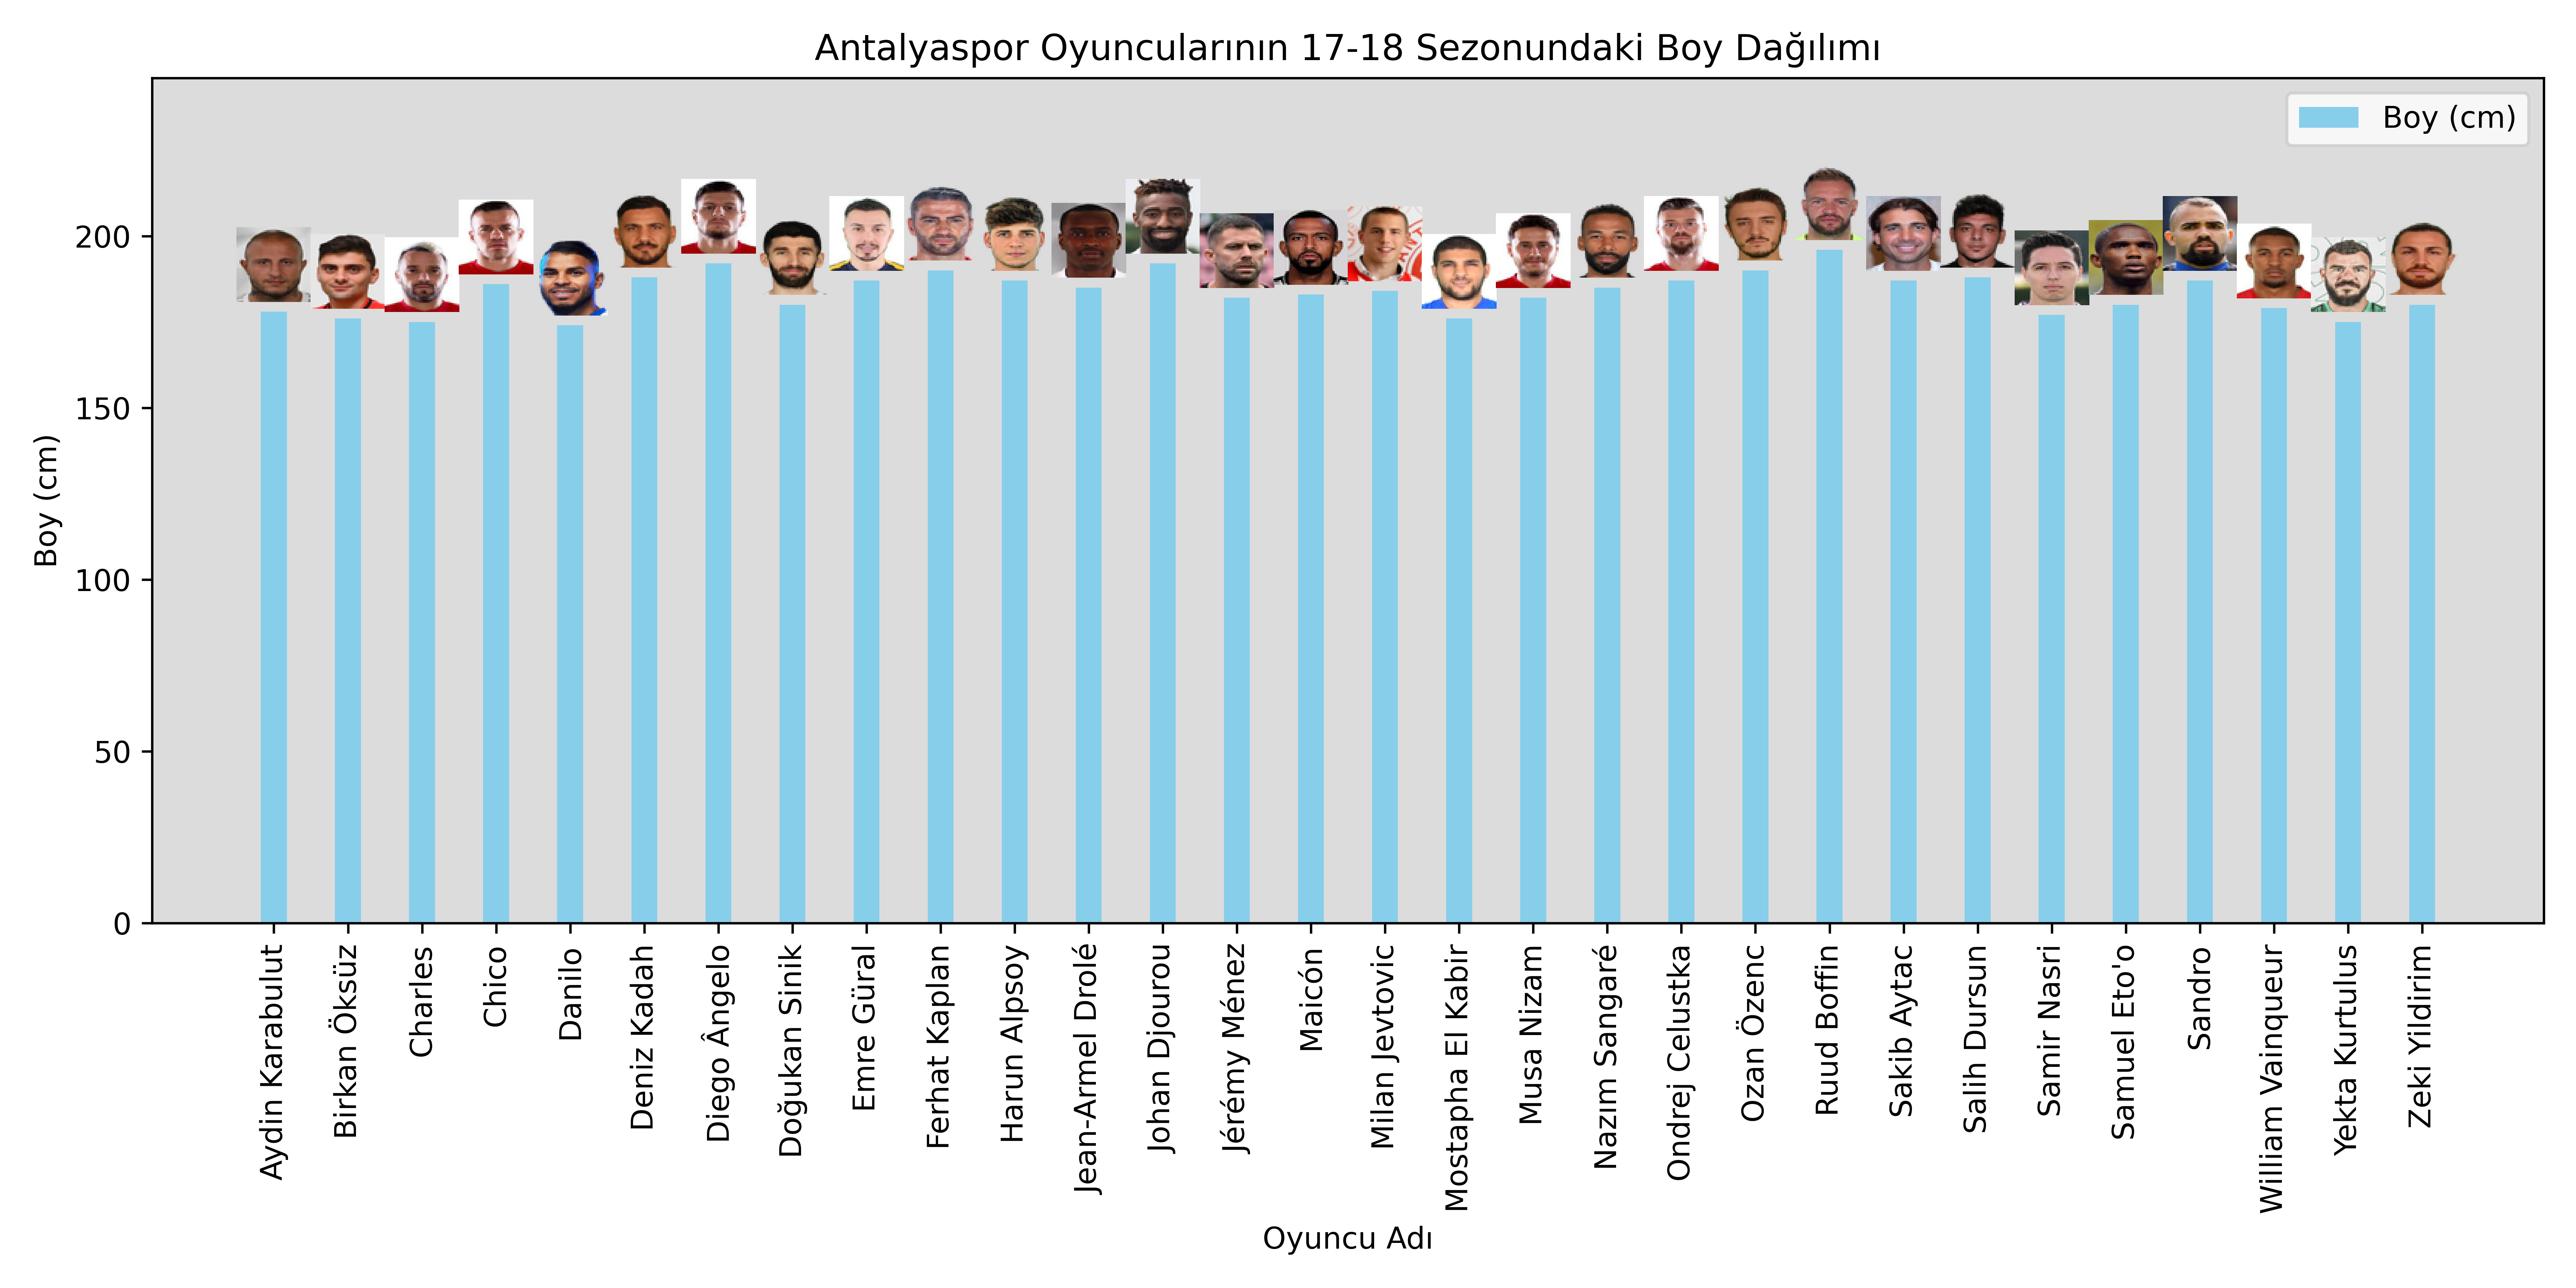 Antalyaspor Oyuncularının 17-18 Sezonundaki Boy Dağılımı
Boy (cm)
200
150
100
50
0
Boy (cm)
Aydin Karabulut
Birkan Öksüz
Charles
Chico
Danilo
Deniz Kadah
Diego Ângelo
Doğukan Sinik
Emre Güral
Ferhat Kaplan
Harun Alpsoy
Jean-Armel Drolé
Johan Djourou
Jérémy Ménez
Maicón
Milan Jevtovic
Mostapha El Kabir
Musa Nizam
Nazım Sangaré
Ondrej Celustka
Ozan Özenc
Ruud Boffin
Sakib Aytac
Salih Dursun
Samir Nasri
Samuel Eto'o
Sandro
William Vainqueur
Yekta Kurtulus
Zeki Yildirim
Oyuncu Adı